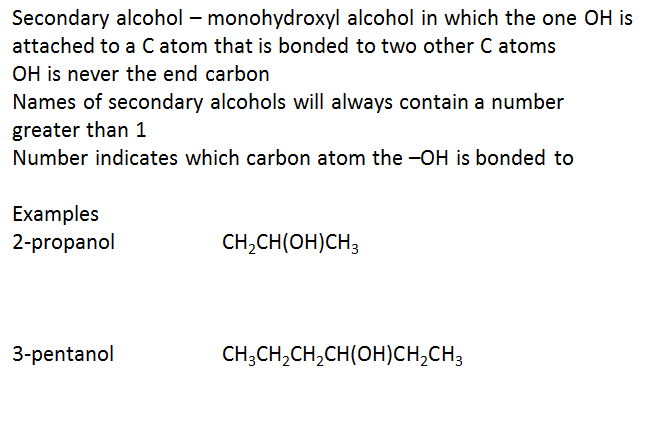 Secondary alcohol – monohydroxyl alcohol in which the one OH is
attached to a C atom that is bonded to two other C atoms
OH is never the end carbon
Names of secondary alcohols will always contain a number
greater than 1
Number indicates which carbon atom the –OH is bonded to
Examples
2-propanol CH₂CH(OH)CH₃
3-pentanol CH₃CH₂CH₂CH(OH)CH₂CH₃